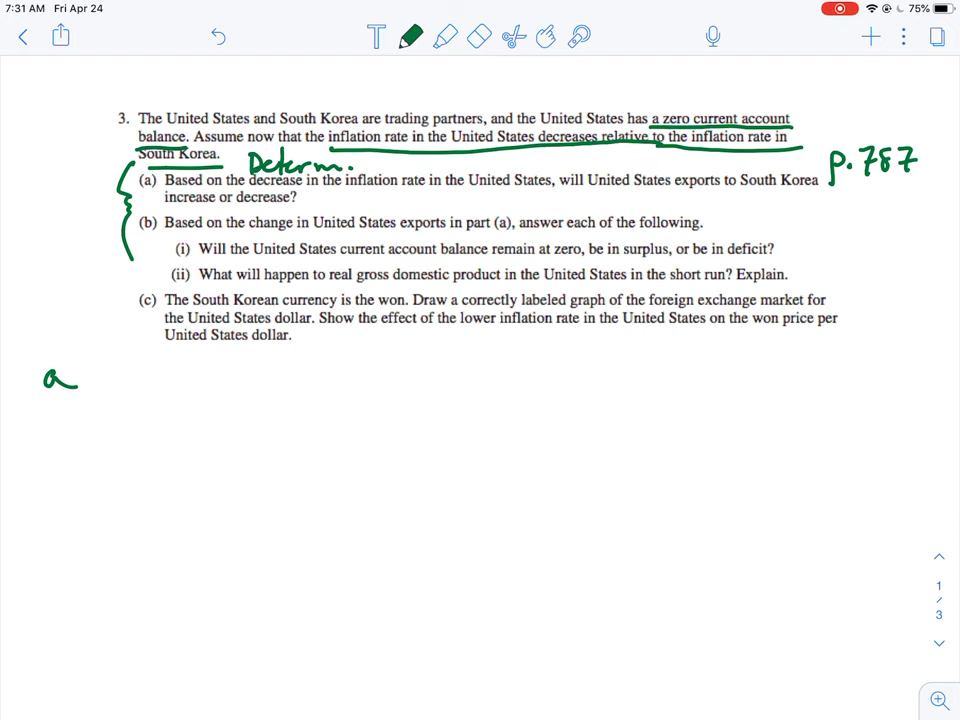 7:31 AM Fri Apr 24
75%
T
3. The United States and South Korea are trading partners, and the United States has a zero current account
balance. Assume now that the inflation rate in the United States decreases relative to the inflation rate in
South Korea.
Determ.
p.787
(a) Based on the decrease in the inflation rate in the United States, will United States exports to South Korea
increase or decrease?
(b) Based on the change in United States exports in part (a), answer each of the following.
(i) Will the United States current account balance remain at zero, be in surplus, or be in deficit?
(ii) What will happen to real gross domestic product in the United States in the short run? Explain.
(c) The South Korean currency is the won. Draw a correctly labeled graph of the foreign exchange market for
the United States dollar. Show the effect of the lower inflation rate in the United States on the won price per
United States dollar.
a
1
/
3